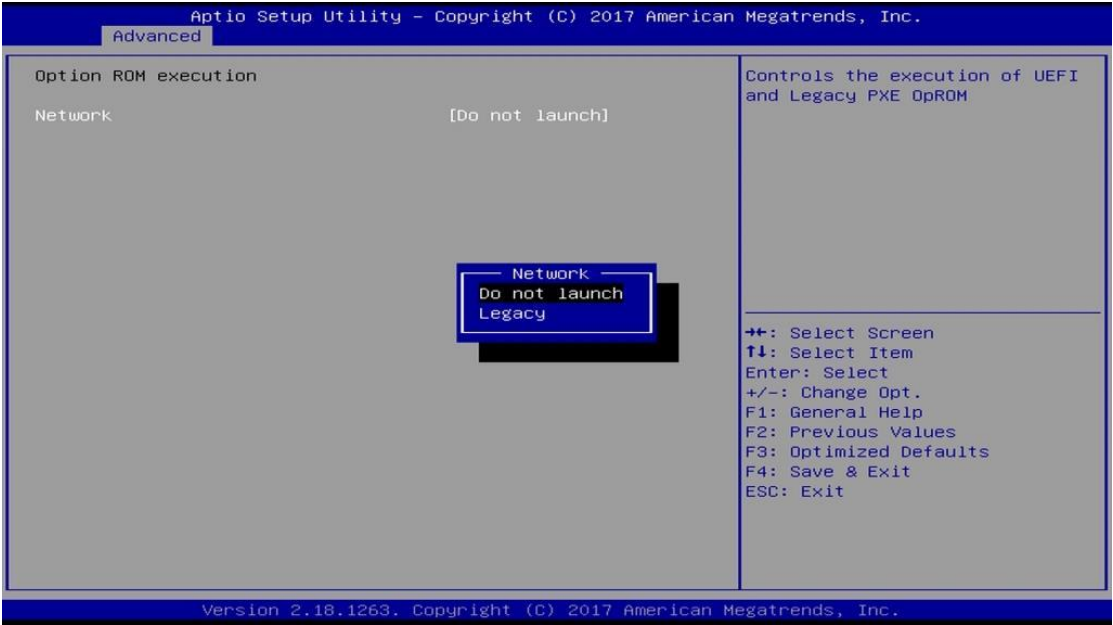 Aptio Setup Utility – Copyright (C) 2017 American Megatrends, Inc.
Advanced
Option ROM execution
Network [Do not launch]
Controls the execution of UEFI
and Legacy PXE OpROM
Network
Do not launch
Legacy
→←: Select Screen
↑↓: Select Item
Enter: Select
+/-: Change Opt.
F1: General Help
F2: Previous Values
F3: Optimized Defaults
F4: Save & Exit
ESC: Exit
Version 2.18.1263. Copyright (C) 2017 American Megatrends, Inc.